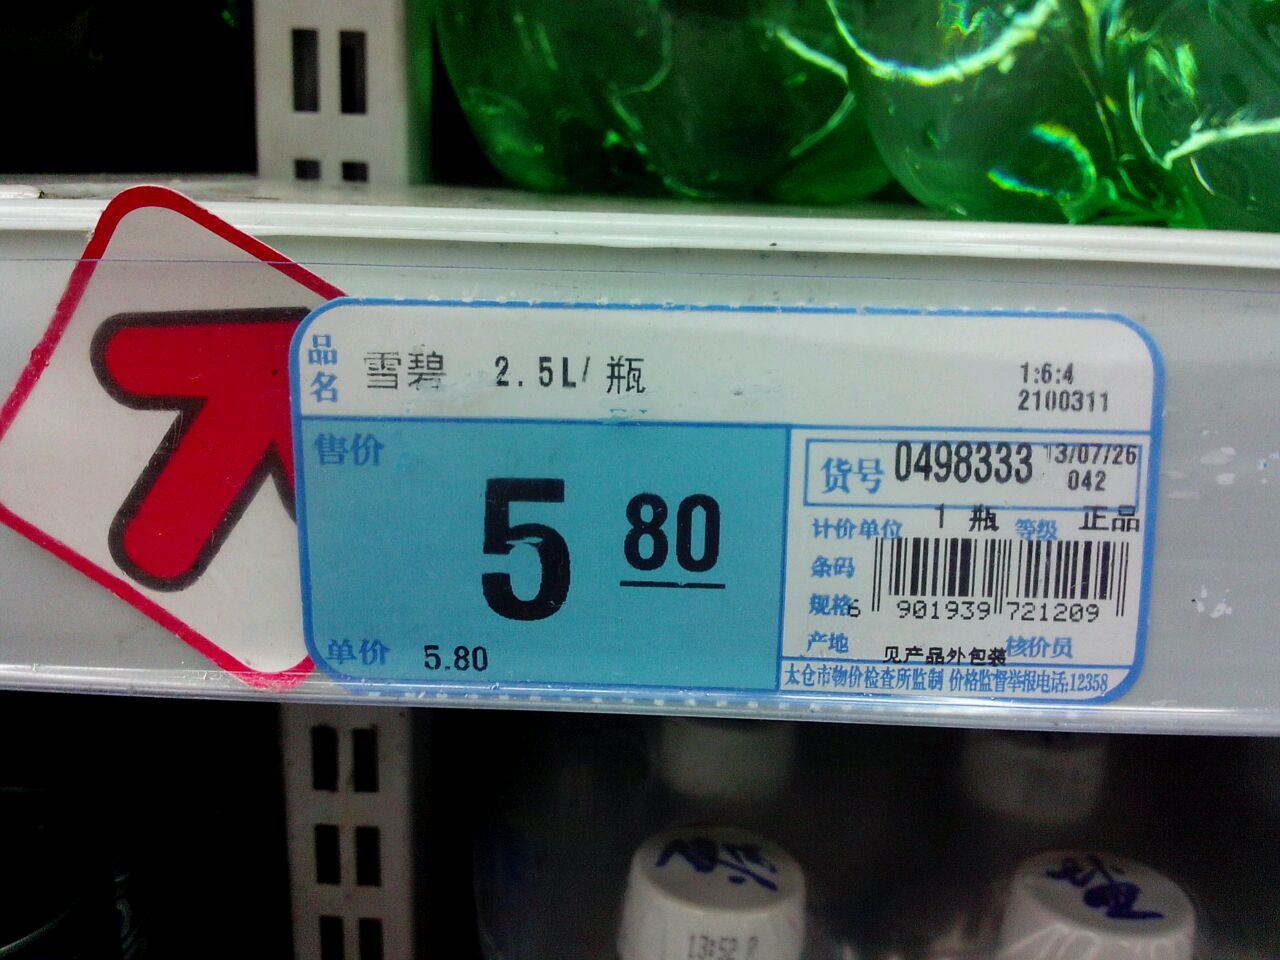 品名 雪碧 2.5L/瓶
1:6:4
2100311
售价
5 80
单价 5.80
货号 0498333 13/07/26
042
计价单位 1 瓶 等级 正品
条码
规格
6 901939 721209
产地 见产品外包装 核价员
太仓市物价检查所监制 价格监督举报电话:12358
13:52